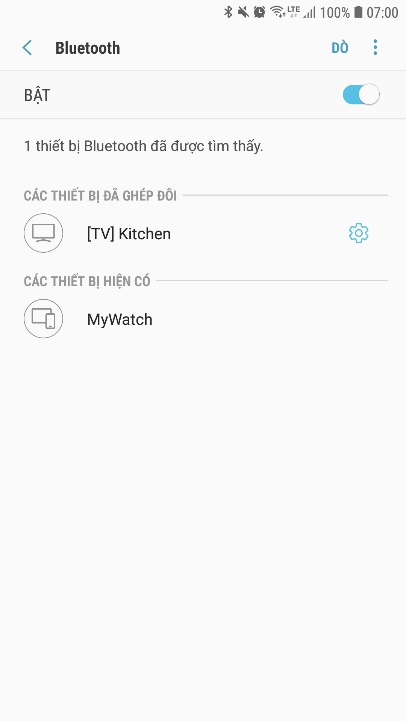 LTE 100% 07:00
Bluetooth DÒ
BẬT
1 thiết bị Bluetooth đã được tìm thấy.
CÁC THIẾT BỊ ĐÃ GHÉP ĐÔI
[TV] Kitchen
CÁC THIẾT BỊ HIỆN CÓ
MyWatch